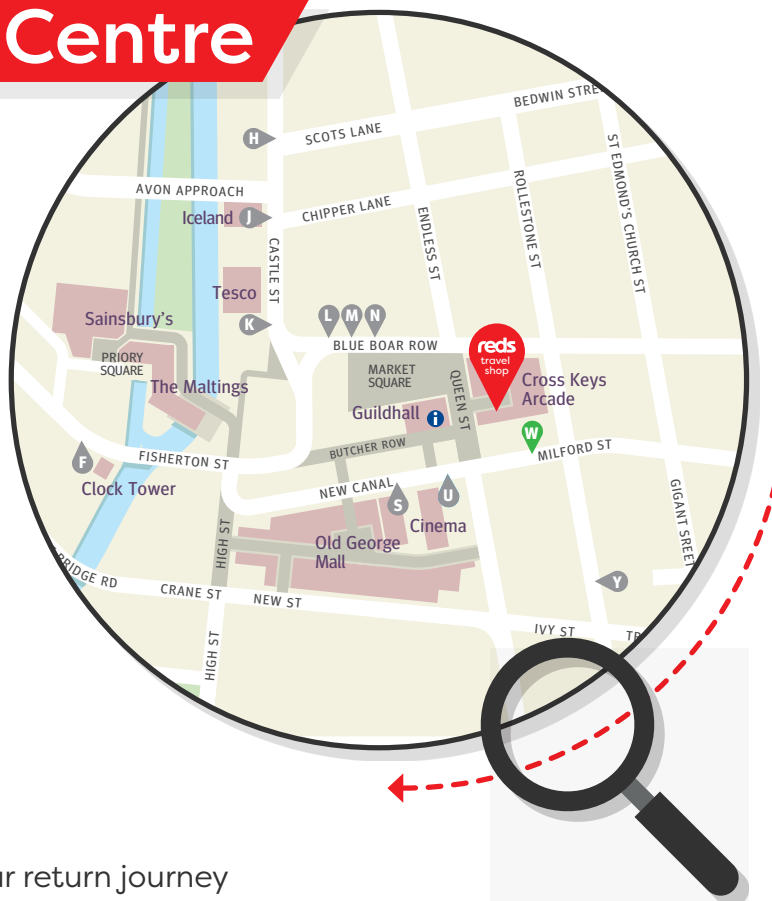 Centre
BEDWIN STRE
SCOTS LANE
H
ST EDMOND'S CHURCH ST
AVON APPROACH
ROLLESTONE ST
CHIPPER LANE
Iceland
J
ENDLESS ST
CASTLE ST
Tesco
Sainsbury's
K
L
M
N
BLUE BOAR ROW
reds
travel
shop
PRIORY
SQUARE
MARKET
SQUARE
The Maltings
QUEEN ST
Cross Keys
Arcade
Guildhall
i
W
BUTCHER ROW
MILFORD ST
F
FISHERTON ST
Clock Tower
NEW CANAL
S
U
GIGANT SREET
Cinema
HIGH ST
Old George
Mall
BRIDGE RD
CRANE ST
NEW ST
Y
HIGH ST
IVY ST
TR
ur return journey